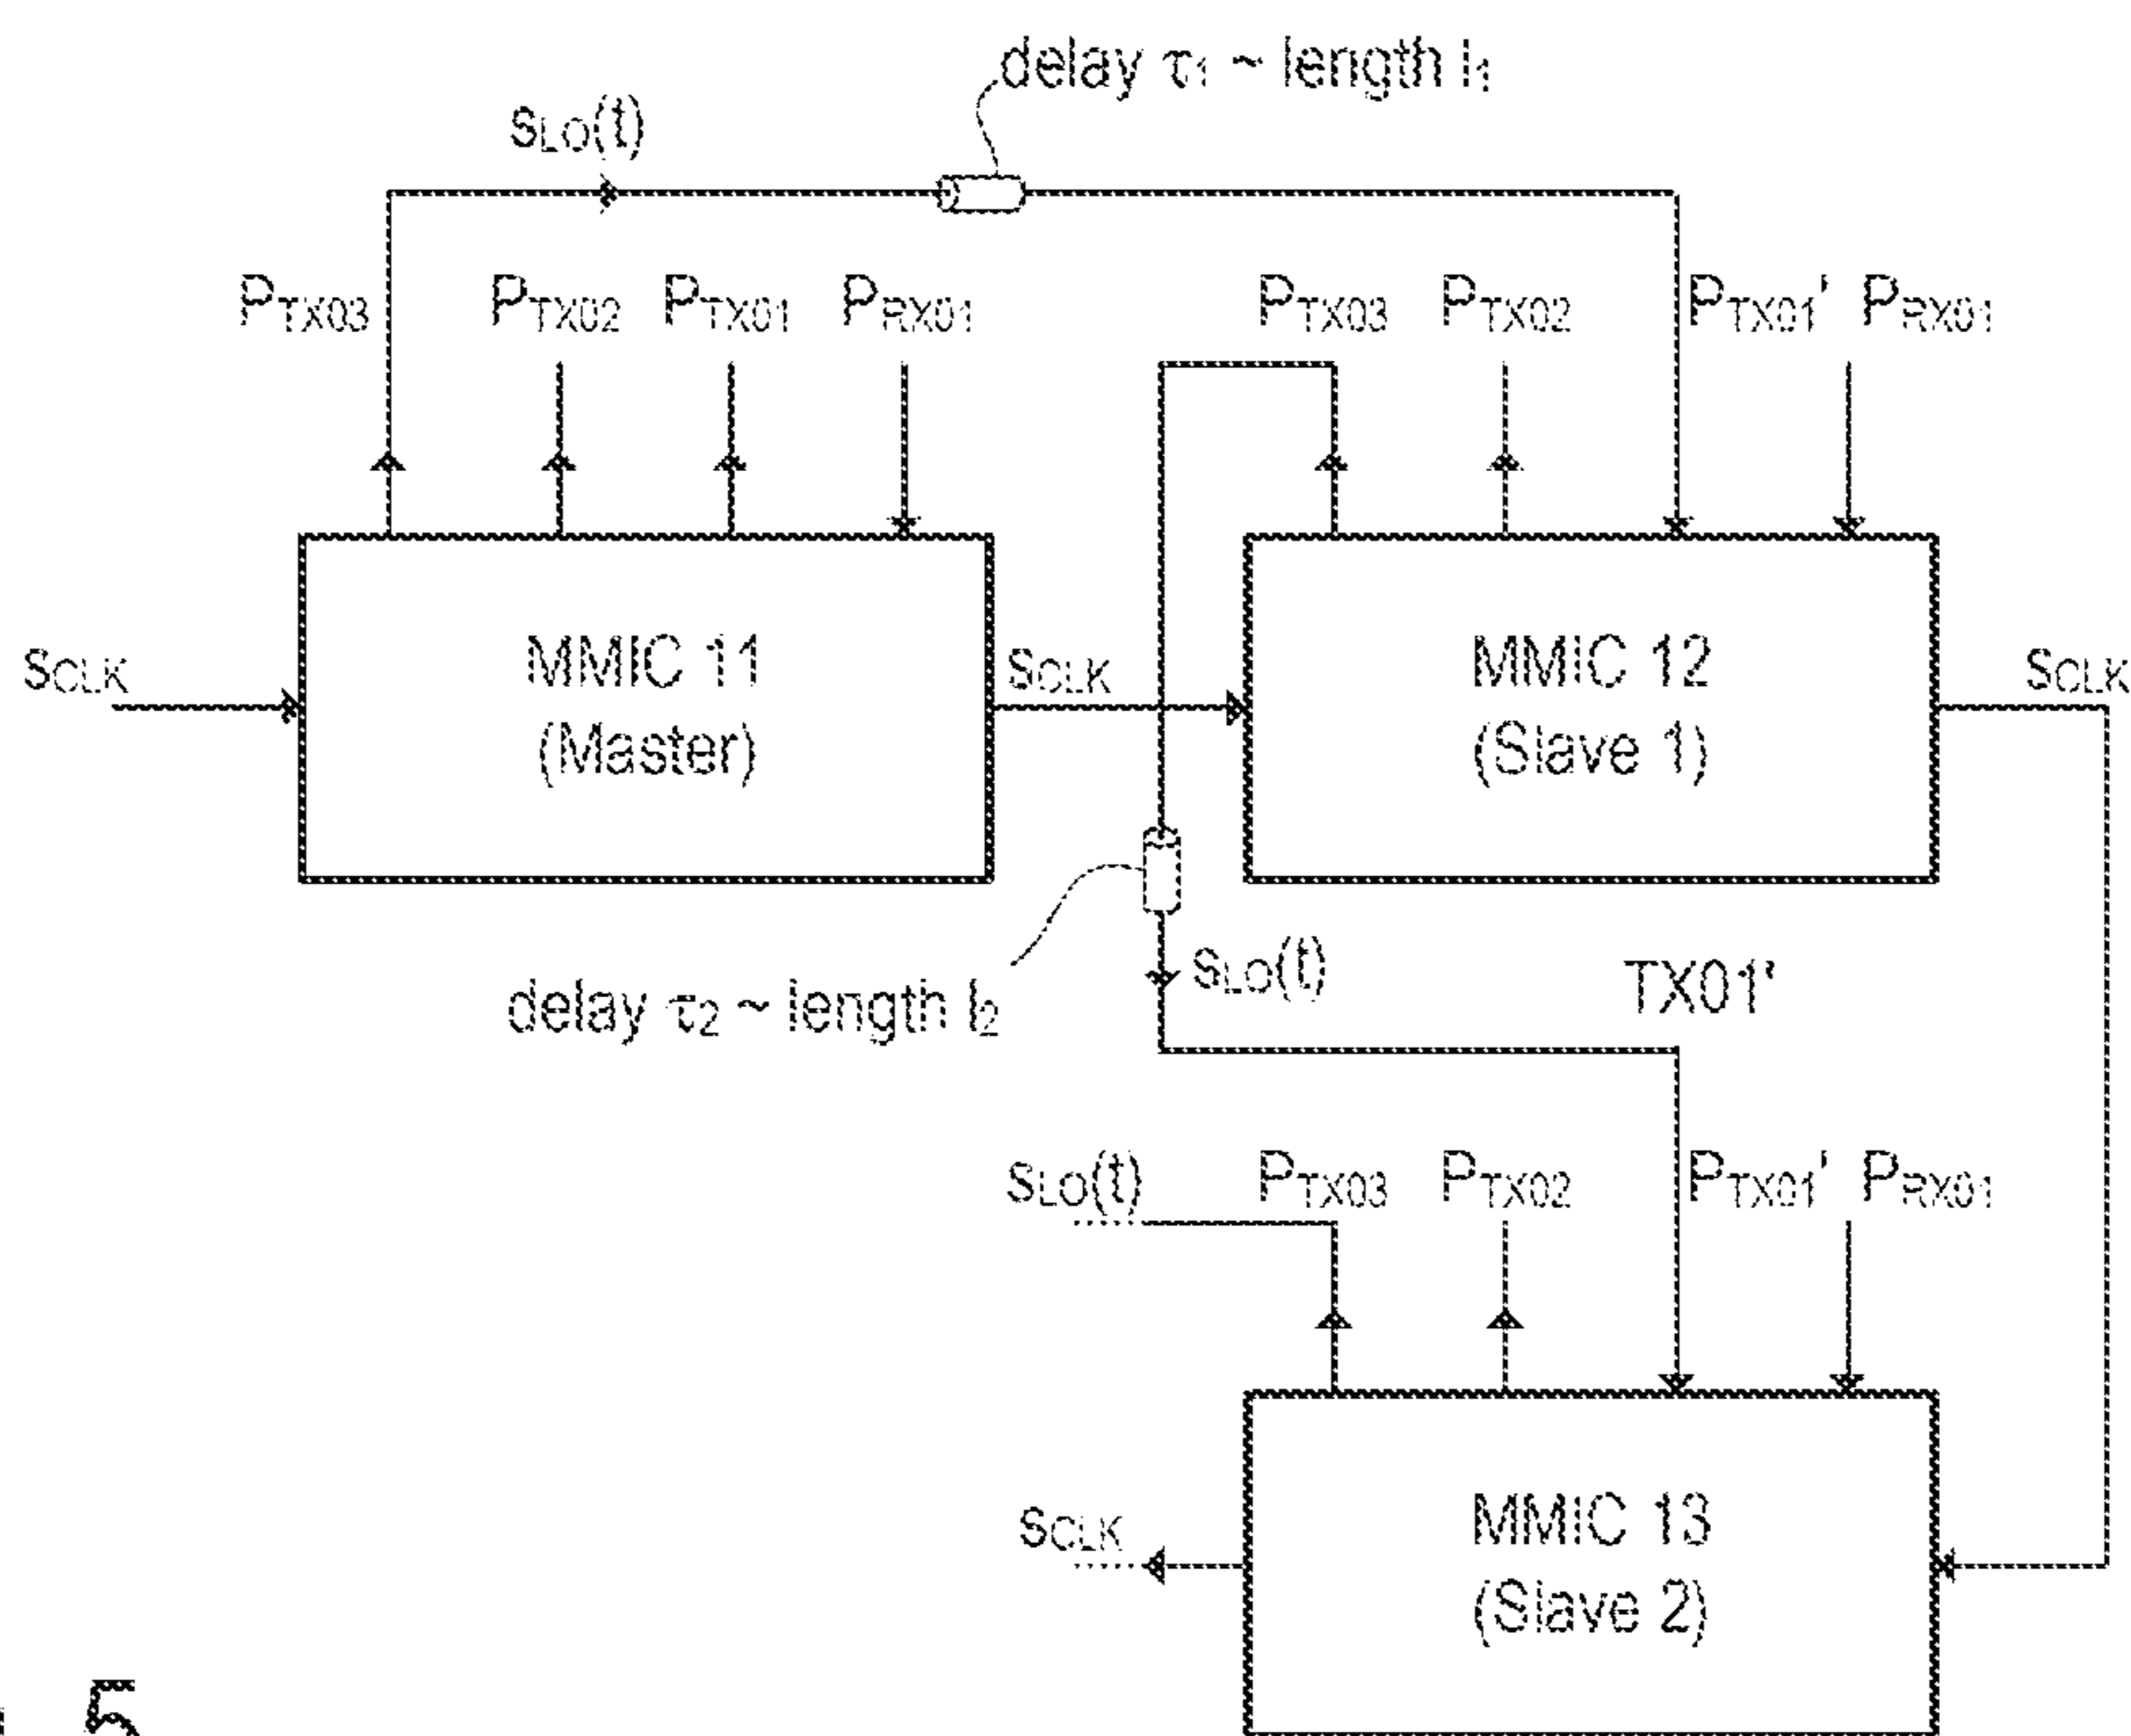 delay τ₁ ~ length l₁
sLO(t)
PTX03 PTX02 PTX01 PRX01 PTX03 PTX02 PTX01' PRX01
sCLK MMIC 11 sCLK MMIC 12 sCLK
(Master) (Slave 1)
sLO(t) TX01'
delay τ₂ ~ length l₂
sLO(t) PTX03 PTX02 PTX01' PRX01
sCLK MMIC 13
(Slave 2)
5